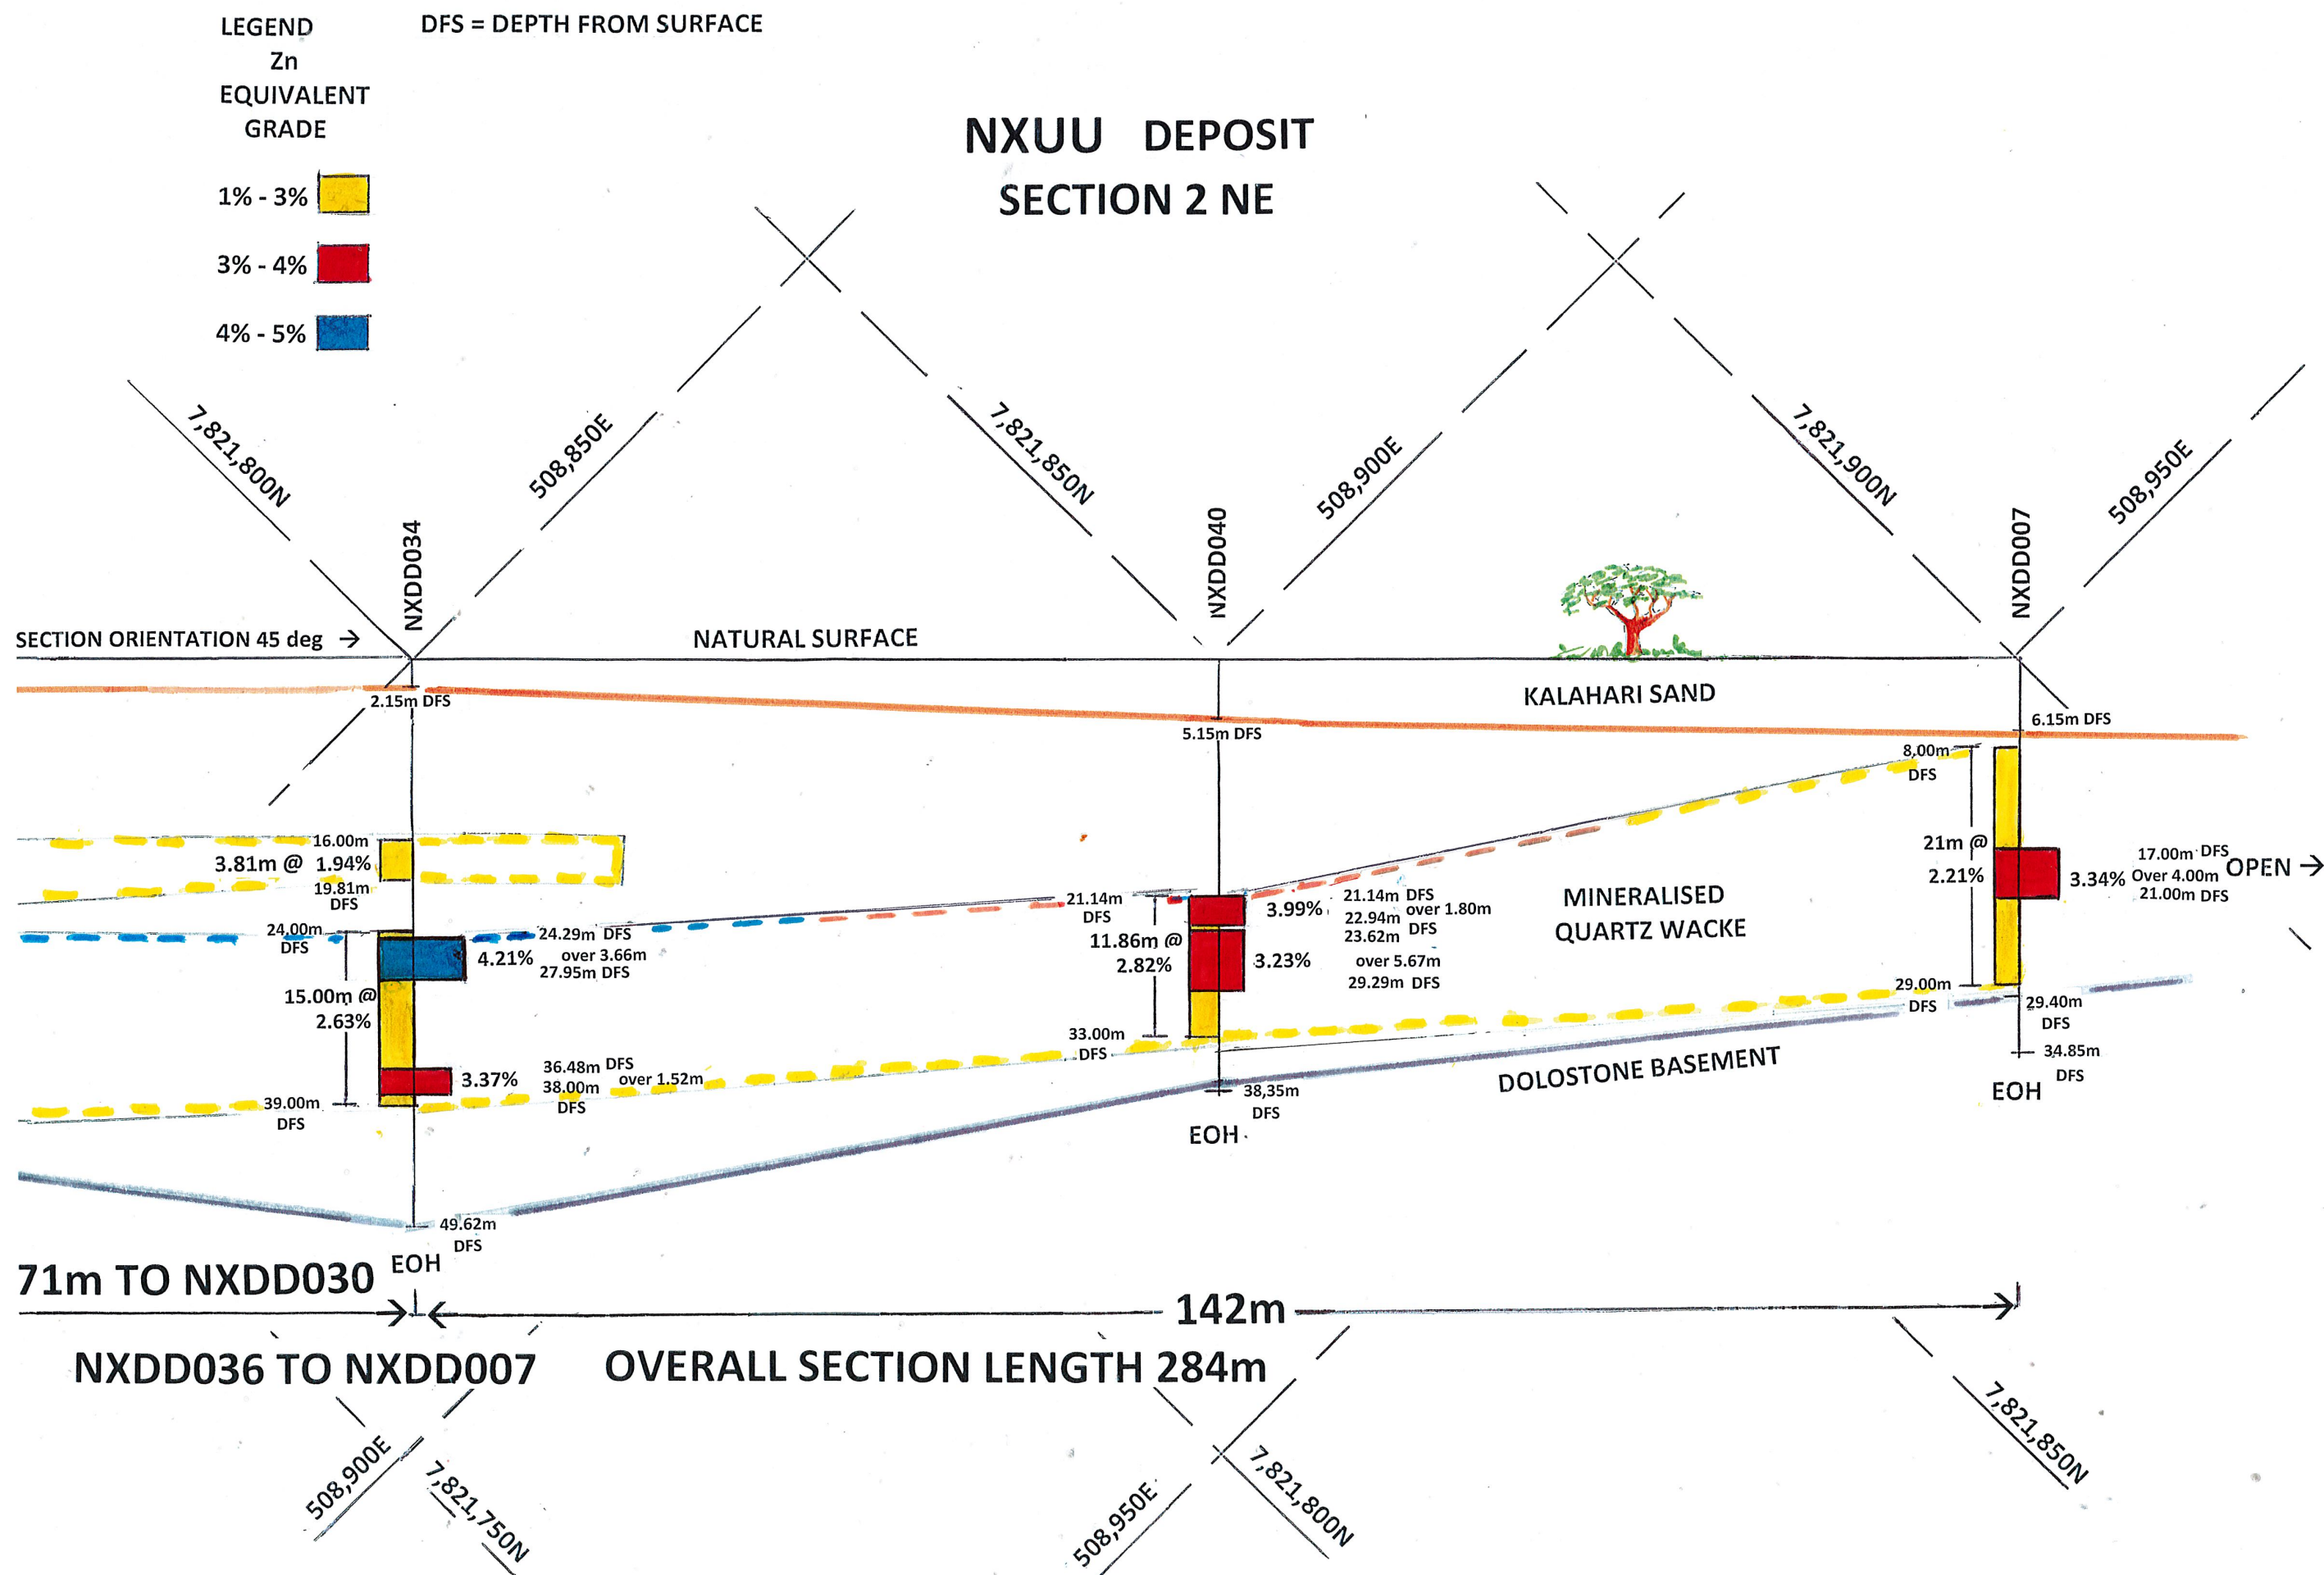 LEGEND
Zn
EQUIVALENT
GRADE
DFS = DEPTH FROM SURFACE
1% - 3%
3% - 4%
4% - 5%
NXUU DEPOSIT
SECTION 2 NE
7,821,800N
508,850E
7,821,850N
508,900E
7,821,900N
508,950E
NXDD034
NXDD040
NXDD007
SECTION ORIENTATION 45 deg →
NATURAL SURFACE
KALAHARI SAND
2.15m DFS
5.15m DFS
6.15m DFS
16.00m
3.81m @ 1.94%
19.81m
DFS
24.00m
DFS
24.29m DFS
4.21%
over 3.66m
27.95m DFS
15.00m @
2.63%
36.48m DFS
3.37%
over 1.52m
38.00m
DFS
39.00m
DFS
49.62m
DFS
EOH
21.14m
DFS
11.86m @
2.82%
33.00m
DFS
3.99%
21.14m DFS
over 1.80m
22.94m
DFS
23.62m
3.23%
over 5.67m
29.29m DFS
38,35m
DFS
EOH
MINERALISED
QUARTZ WACKE
DOLOSTONE BASEMENT
8,00m
DFS
21m @
2.21%
17.00m DFS
3.34% Over 4.00m
21.00m DFS
OPEN →
29.00m
DFS
29.40m
DFS
34.85m
DFS
EOH
71m TO NXDD030
142m
NXDD036 TO NXDD007 OVERALL SECTION LENGTH 284m
508,900E
7,821,750N
508,950E
7,821,800N
7,821,850N